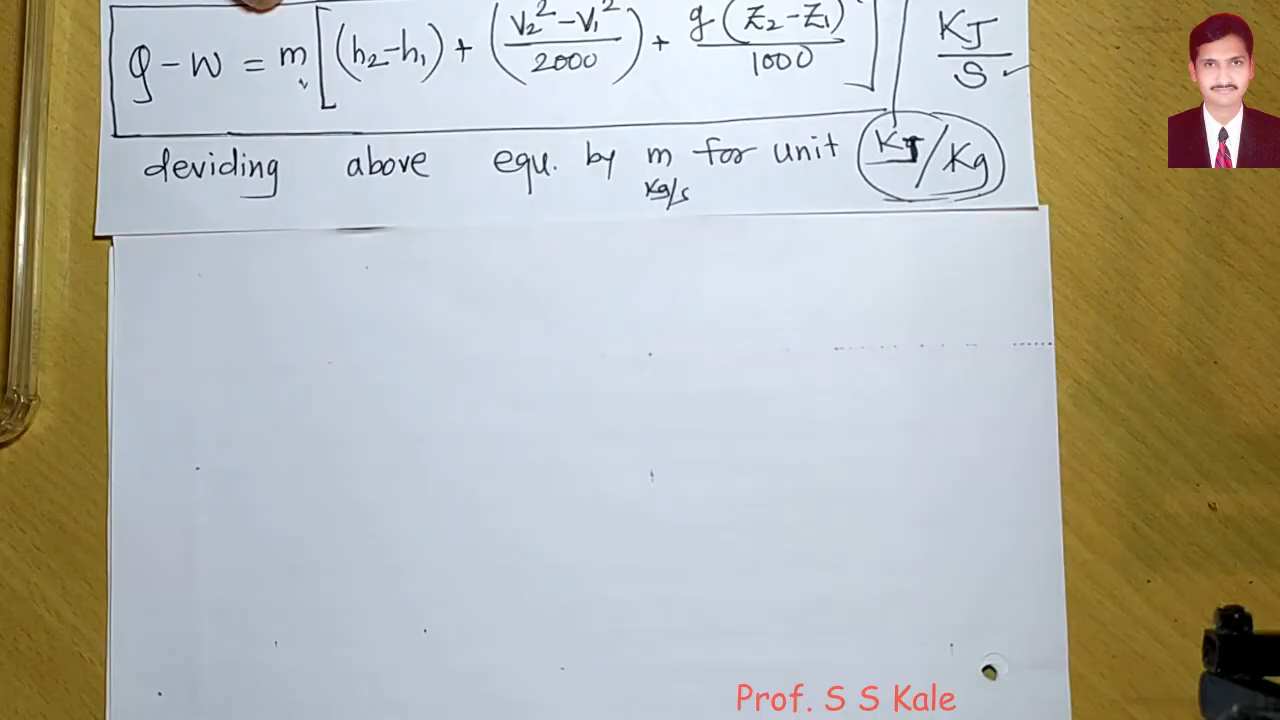 Q - W = m [ (h₂-h₁) + ( V₂² - V₁² / 2000 ) + g ( Z₂ - Z₁ ) / 1000 ] KJ / S
deviding above equ. by m for unit KJ/Kg
Kg/s
Prof. S S Kale